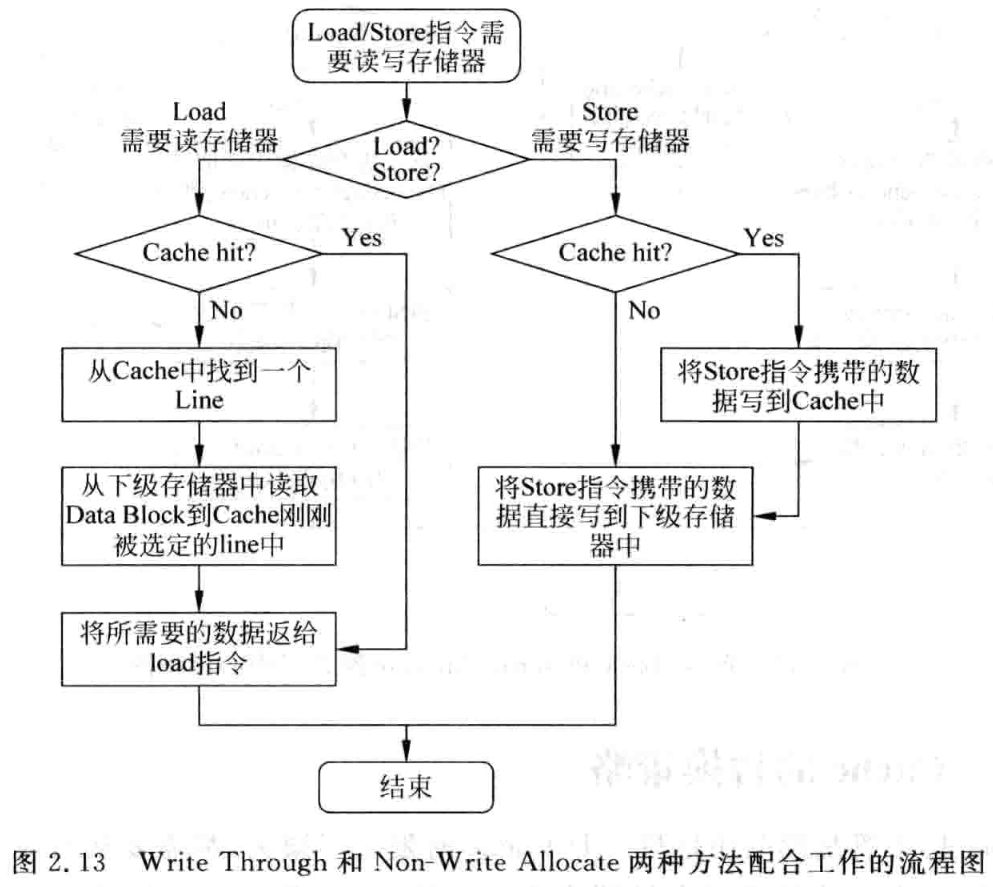 Load/Store指令需
要读写存储器
Load
需要读存储器
Load?
Store?
Store
需要写存储器
Cache hit?
Yes
No
从Cache中找到一个
Line
从下级存储器中读取
Data Block到Cache刚刚
被选定的line中
将所需要的数据返给
load指令
Cache hit?
Yes
No
将Store指令携带的数
据写到Cache中
将Store指令携带的数
据直接写到下级存储
器中
结束
图 2.13 Write Through 和 Non-Write Allocate 两种方法配合工作的流程图